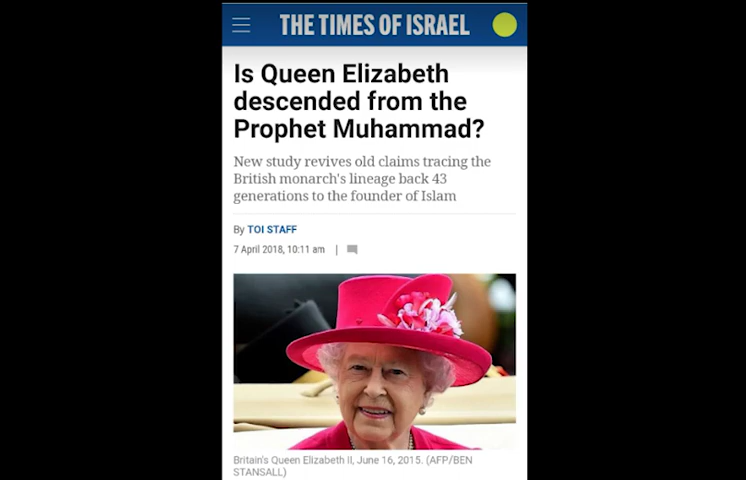 THE TIMES OF ISRAEL
Is Queen Elizabeth
descended from the
Prophet Muhammad?
New study revives old claims tracing the
British monarch's lineage back 43
generations to the founder of Islam
By TOI STAFF
7 April 2018, 10:11 am |
Britain's Queen Elizabeth II, June 16, 2015. (AFP/BEN
STANSALL)